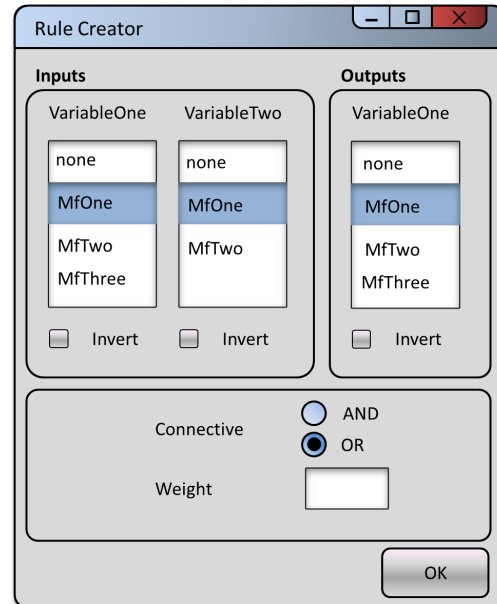 Rule Creator
Inputs
Outputs
VariableOne
VariableTwo
VariableOne
none
MfOne
MfTwo
MfThree
none
MfOne
MfTwo
none
MfOne
MfTwo
MfThree
Invert
Invert
Invert
Connective
AND
OR
Weight
OK